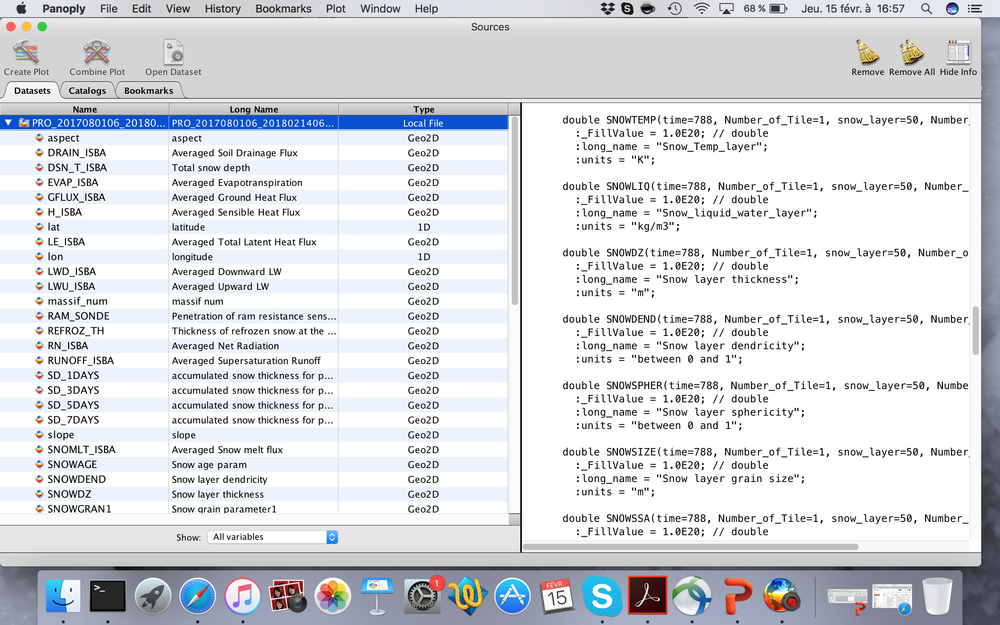 Panoply File Edit View History Bookmarks Plot Window Help 68 % Jeu. 15 févr. à 16:57
Sources
Create Plot Combine Plot Open Dataset Remove Remove All Hide Info
Datasets Catalogs Bookmarks
Name Long Name Type
PRO_2017080106_20180... PRO_2017080106_2018021406... Local File
aspect aspect Geo2D
DRAIN_ISBA Averaged Soil Drainage Flux Geo2D
DSN_T_ISBA Total snow depth Geo2D
EVAP_ISBA Averaged Evapotranspiration Geo2D
GFLUX_ISBA Averaged Ground Heat Flux Geo2D
H_ISBA Averaged Sensible Heat Flux Geo2D
lat latitude 1D
LE_ISBA Averaged Total Latent Heat Flux Geo2D
lon longitude 1D
LWD_ISBA Averaged Downward LW Geo2D
LWU_ISBA Averaged Upward LW Geo2D
massif_num massif num Geo2D
RAM_SONDE Penetration of ram resistance sens... Geo2D
REFROZ_TH Thickness of refrozen snow at the ... Geo2D
RN_ISBA Averaged Net Radiation Geo2D
RUNOFF_ISBA Averaged Supersaturation Runoff Geo2D
SD_1DAYS accumulated snow thickness for p... Geo2D
SD_3DAYS accumulated snow thickness for p... Geo2D
SD_5DAYS accumulated snow thickness for p... Geo2D
SD_7DAYS accumulated snow thickness for p... Geo2D
slope slope Geo2D
SNOMLT_ISBA Averaged Snow melt flux Geo2D
SNOWAGE Snow age param Geo2D
SNOWDEND Snow layer dendricity Geo2D
SNOWDZ Snow layer thickness Geo2D
SNOWGRAN1 Snow grain parameter1 Geo2D
Show: All variables
double SNOWTEMP(time=788, Number_of_Tile=1, snow_layer=50, Number_
:_FillValue = 1.0E20; // double
:long_name = "Snow_Temp_layer";
:units = "K";
double SNOWLIQ(time=788, Number_of_Tile=1, snow_layer=50, Number_
:_FillValue = 1.0E20; // double
:long_name = "Snow_liquid_water_layer";
:units = "kg/m3";
double SNOWDZ(time=788, Number_of_Tile=1, snow_layer=50, Number_o
:_FillValue = 1.0E20; // double
:long_name = "Snow layer thickness";
:units = "m";
double SNOWDEND(time=788, Number_of_Tile=1, snow_layer=50, Number_
:_FillValue = 1.0E20; // double
:long_name = "Snow layer dendricity";
:units = "between 0 and 1";
double SNOWSPHER(time=788, Number_of_Tile=1, snow_layer=50, Numbe
:_FillValue = 1.0E20; // double
:long_name = "Snow layer sphericity";
:units = "between 0 and 1";
double SNOWSIZE(time=788, Number_of_Tile=1, snow_layer=50, Number_
:_FillValue = 1.0E20; // double
:long_name = "Snow layer grain size";
:units = "m";
double SNOWSSA(time=788, Number_of_Tile=1, snow_layer=50, Number_
:_FillValue = 1.0E20; // double
>_
KEYNOTE
1
FÉVR.
15
S